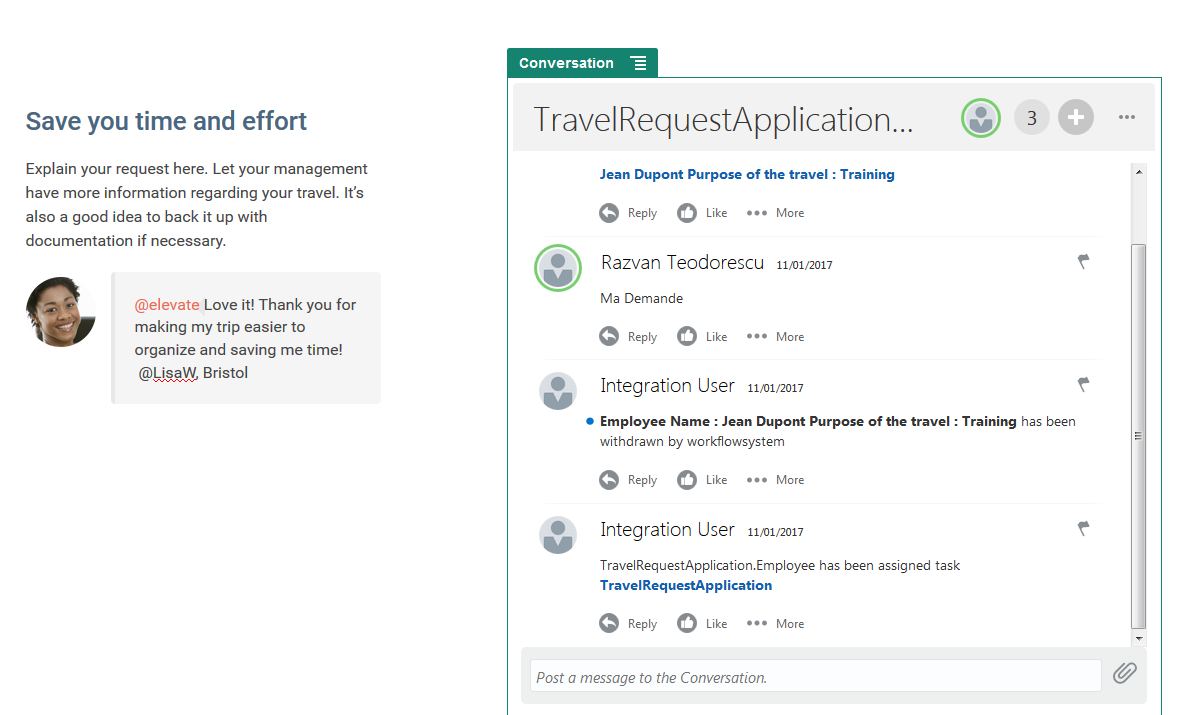 Save you time and effort
Explain your request here. Let your management
have more information regarding your travel. It's
also a good idea to back it up with
documentation if necessary.
@elevate Love it! Thank you for
making my trip easier to
organize and saving me time!
@LisaW, Bristol
Conversation
TravelRequestApplication...
3
Jean Dupont Purpose of the travel : Training
Reply Like More
Razvan Teodorescu 11/01/2017
Ma Demande
Reply Like More
Integration User 11/01/2017
Employee Name : Jean Dupont Purpose of the travel : Training has been
withdrawn by workflowsystem
Reply Like More
Integration User 11/01/2017
TravelRequestApplication.Employee has been assigned task
TravelRequestApplication
Reply Like More
Post a message to the Conversation.